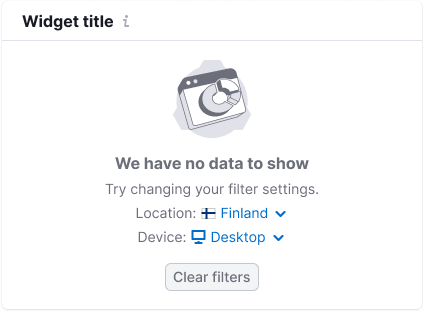 Widget title
We have no data to show
Try changing your filter settings.
Location: Finland
Device: Desktop
Clear filters